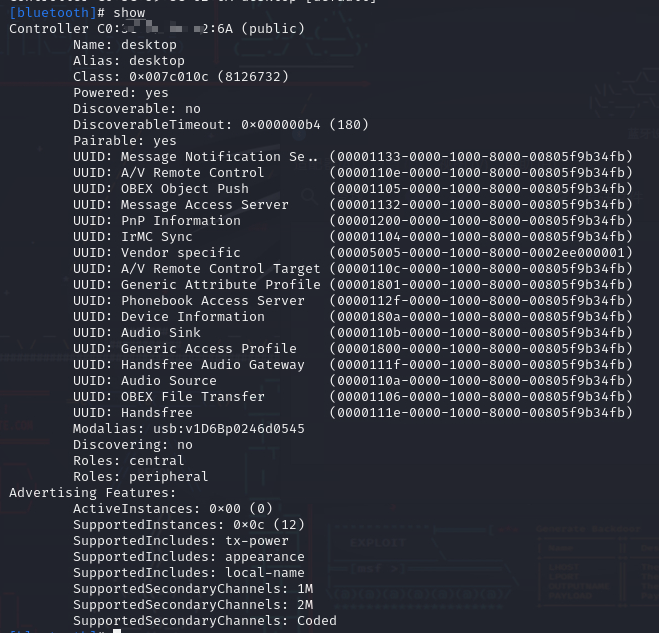 [bluetooth]# show
Controller C0: 2:6A (public)
Name: desktop
Alias: desktop
Class: 0x007c010c (8126732)
Powered: yes
Discoverable: no
DiscoverableTimeout: 0x000000b4 (180)
Pairable: yes
UUID: Message Notification Se.. (00001133-0000-1000-8000-00805f9b34fb)
UUID: A/V Remote Control (0000110e-0000-1000-8000-00805f9b34fb)
UUID: OBEX Object Push (00001105-0000-1000-8000-00805f9b34fb)
UUID: Message Access Server (00001132-0000-1000-8000-00805f9b34fb)
UUID: PnP Information (00001200-0000-1000-8000-00805f9b34fb)
UUID: IrMC Sync (00001104-0000-1000-8000-00805f9b34fb)
UUID: Vendor specific (00005005-0000-1000-8000-0002ee000001)
UUID: A/V Remote Control Target (0000110c-0000-1000-8000-00805f9b34fb)
UUID: Generic Attribute Profile (00001801-0000-1000-8000-00805f9b34fb)
UUID: Phonebook Access Server (0000112f-0000-1000-8000-00805f9b34fb)
UUID: Device Information (0000180a-0000-1000-8000-00805f9b34fb)
UUID: Audio Sink (0000110b-0000-1000-8000-00805f9b34fb)
UUID: Generic Access Profile (00001800-0000-1000-8000-00805f9b34fb)
UUID: Handsfree Audio Gateway (0000111f-0000-1000-8000-00805f9b34fb)
UUID: Audio Source (0000110a-0000-1000-8000-00805f9b34fb)
UUID: OBEX File Transfer (00001106-0000-1000-8000-00805f9b34fb)
UUID: Handsfree (0000111e-0000-1000-8000-00805f9b34fb)
Modalias: usb:v1D6Bp0246d0545
Discovering: no
Roles: central
Roles: peripheral
Advertising Features:
ActiveInstances: 0x00 (0)
SupportedInstances: 0x0c (12)
SupportedIncludes: tx-power
SupportedIncludes: appearance
SupportedIncludes: local-name
SupportedSecondaryChannels: 1M
SupportedSecondaryChannels: 2M
SupportedSecondaryChannels: Coded